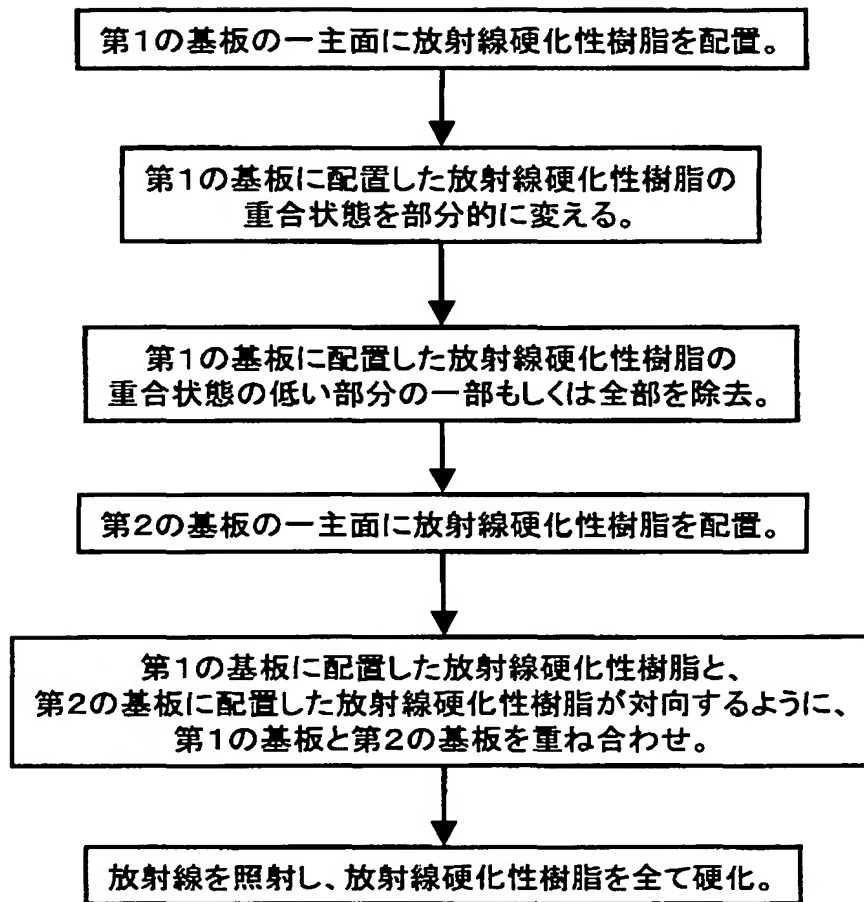 第1の基板の一主面に放射線硬化性樹脂を配置。
第1の基板に配置した放射線硬化性樹脂の
重合状態を部分的に変える。
第1の基板に配置した放射線硬化性樹脂の
重合状態の低い部分の一部もしくは全部を除去。
第2の基板の一主面に放射線硬化性樹脂を配置。
第1の基板に配置した放射線硬化性樹脂と、
第2の基板に配置した放射線硬化性樹脂が対向するように、
第1の基板と第2の基板を重ね合わせ。
放射線を照射し、放射線硬化性樹脂を全て硬化。